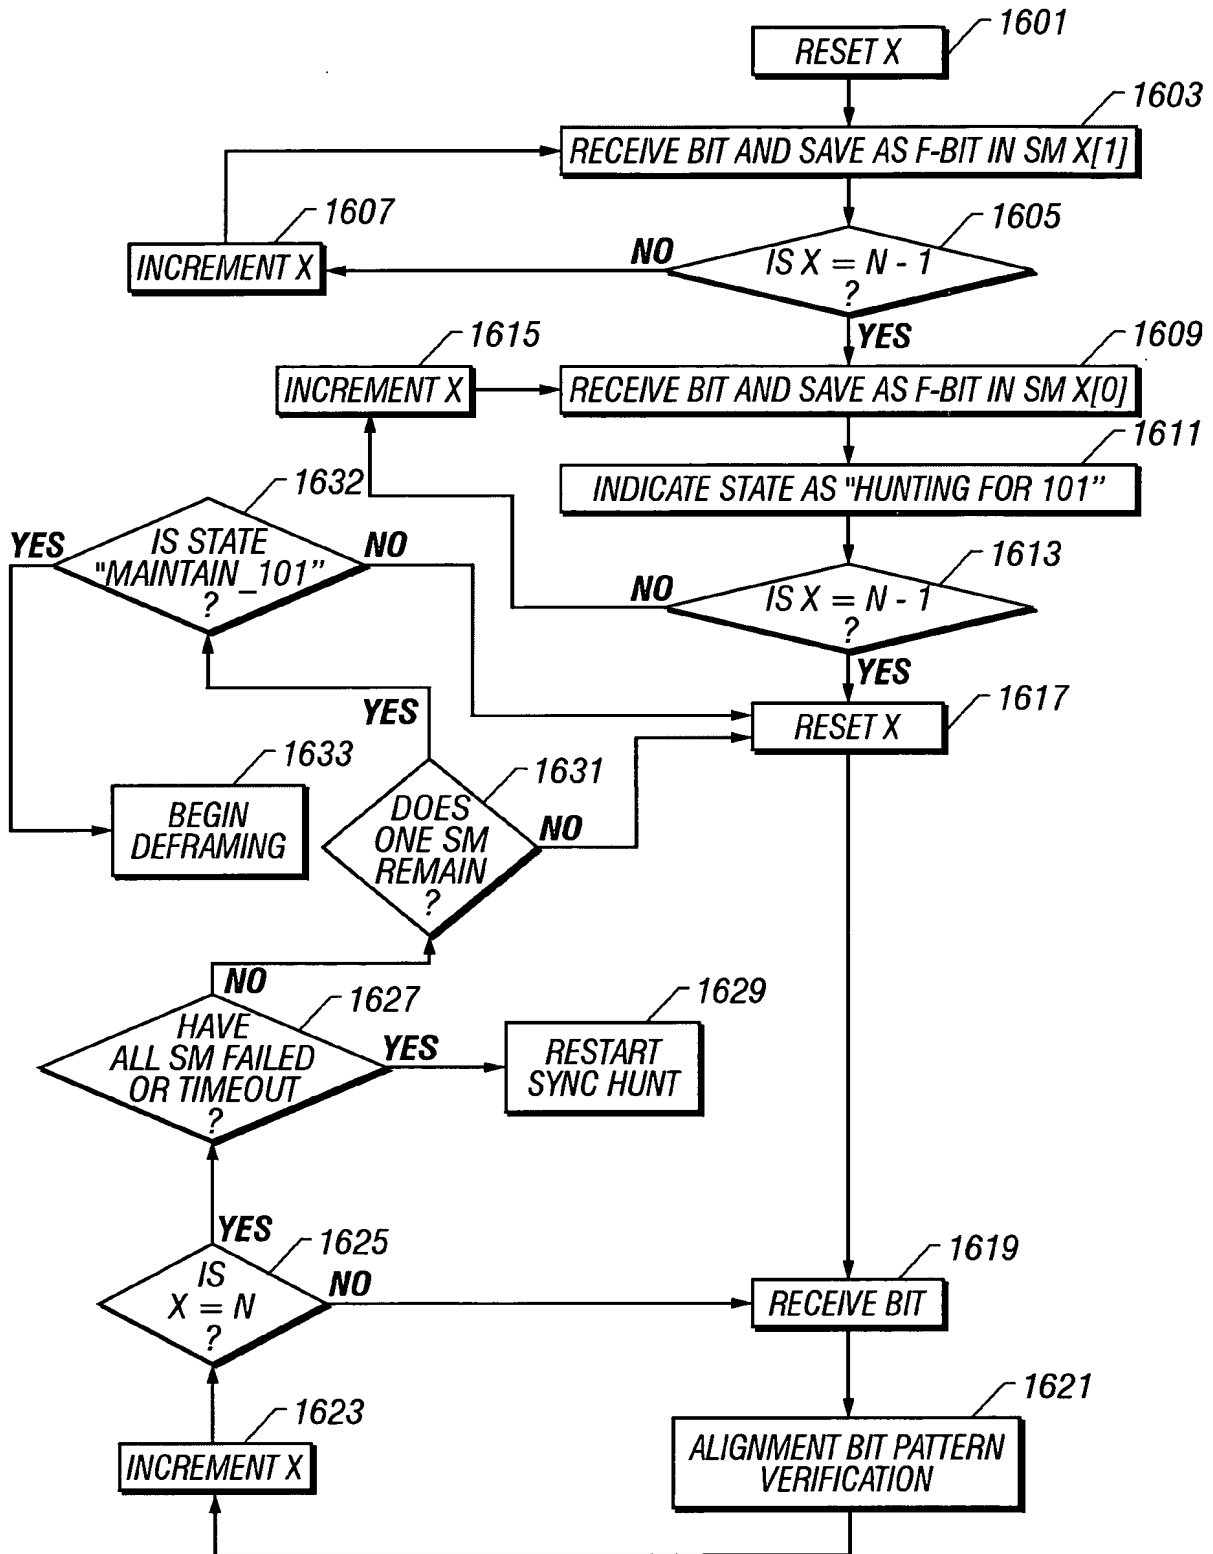 1601
RESET X
1603
RECEIVE BIT AND SAVE AS F-BIT IN SM X[1]
1607
INCREMENT X
1605
NO
IS X = N - 1
?
YES
1615
INCREMENT X
1609
RECEIVE BIT AND SAVE AS F-BIT IN SM X[0]
1611
INDICATE STATE AS "HUNTING FOR 101"
1632
YES
IS STATE
"MAINTAIN_101"
?
NO
1613
NO
IS X = N - 1
?
YES
1617
RESET X
YES
1633
BEGIN
DEFRAMING
1631
DOES
ONE SM
REMAIN
?
NO
NO
1627
HAVE
ALL SM FAILED
OR TIMEOUT
?
YES
1629
RESTART
SYNC HUNT
YES
1625
IS
X = N
?
NO
1619
RECEIVE BIT
1623
INCREMENT X
1621
ALIGNMENT BIT PATTERN
VERIFICATION